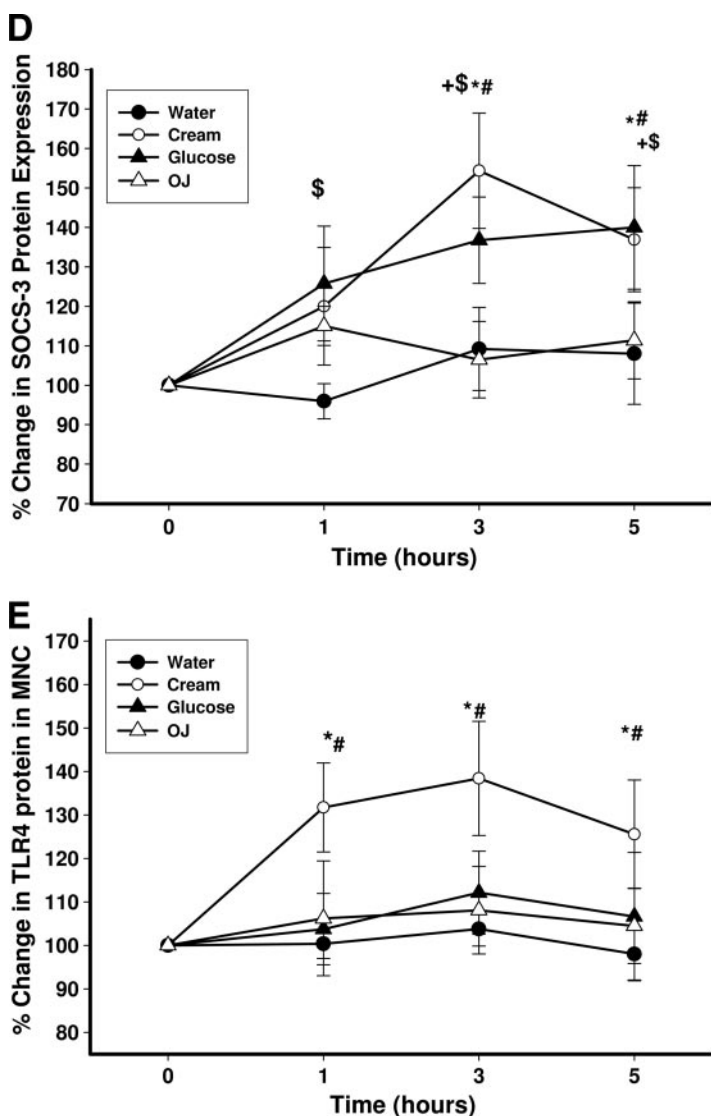 D
% Change in SOCS-3 Protein Expression
180
170
160
150
140
130
120
110
100
90
80
70
Water
Cream
Glucose
OJ
$
+$ *#
*#
+$
0
1
3
5
Time (hours)
E
% Change in TLR4 protein in MNC
170
160
150
140
130
120
110
100
90
80
Water
Cream
Glucose
OJ
*#
*#
*#
0
1
3
5
Time (hours)